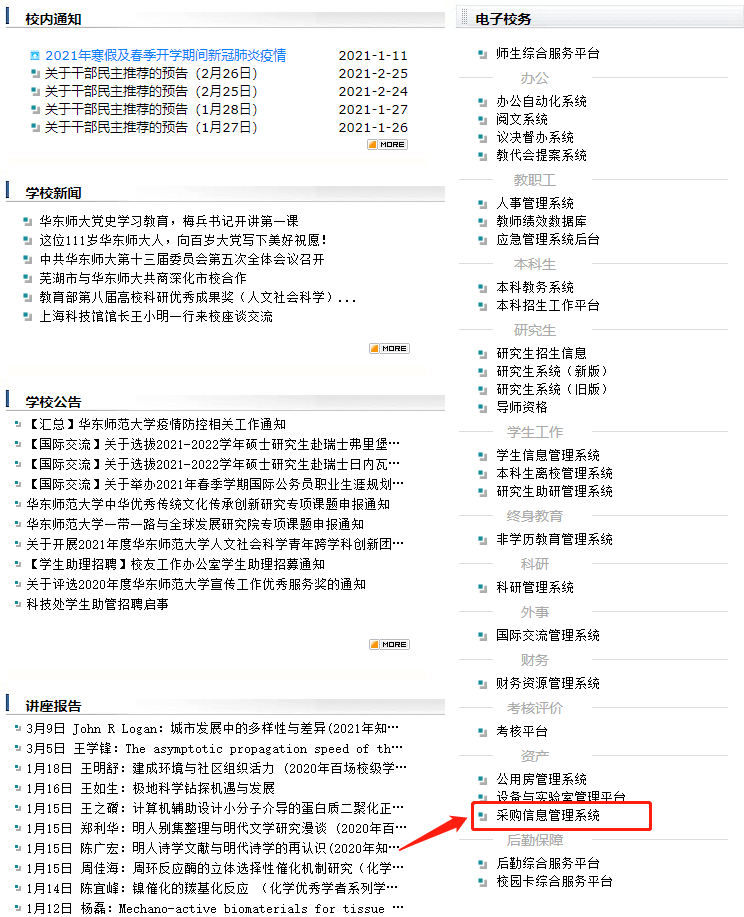 校内通知
2021年寒假及春季开学期间新冠肺炎疫情 2021-1-11
关于干部民主推荐的预告（2月26日） 2021-2-25
关于干部民主推荐的预告（2月25日） 2021-2-24
关于干部民主推荐的预告（1月28日） 2021-1-27
关于干部民主推荐的预告（1月27日） 2021-1-26
MORE
学校新闻
华东师大党史学习教育，梅兵书记开讲第一课
这位111岁华东师大人，向百岁大党写下美好祝愿！
中共华东师大第十三届委员会第五次全体会议召开
芜湖市与华东师大共商深化市校合作
教育部第八届高校科研优秀成果奖（人文社会科学）...
上海科技馆馆长王小明一行来校座谈交流
MORE
学校公告
【汇总】华东师范大学疫情防控相关工作通知
【国际交流】关于选拔2021-2022学年硕士研究生赴瑞士弗里堡…
【国际交流】关于选拔2021-2022学年硕士研究生赴瑞士日内瓦…
【国际交流】关于举办2021年春季学期国际公务员职业生涯规划…
华东师范大学中华优秀传统文化传承创新研究专项课题申报通知
华东师范大学一带一路与全球发展研究院专项课题申报通知
关于开展2021年度华东师范大学人文社会科学青年跨学科创新团…
【学生助理招聘】校友工作办公室学生助理招募通知
关于评选2020年度华东师范大学宣传工作优秀服务奖的通知
科技处学生助管招聘启事
MORE
讲座报告
3月9日 John R Logan: 城市发展中的多样性与差异(2021年知…
3月5日 王学锋: The asymptotic propagation speed of th…
1月18日 王明舒: 建成环境与社区组织活力 (2020年百场校级学…
1月16日 王如生: 极地科学钻探机遇与发展
1月15日 王之礀: 计算机辅助设计小分子介导的蛋白质二聚化正…
1月15日 郑利华: 明人别集整理与明代文学研究漫谈 (2020年百…
1月15日 陈广宏: 明人诗学文献与明代诗学的再认识(2020年知…
1月15日 周佳海: 周环反应酶的立体选择性催化机制研究（化学…
1月14日 陈宜峰: 镍催化的羰基化反应 （化学优秀学者系列学…
1月12日 杨磊: Mechano-active biomaterials for tissue …
电子校务
师生综合服务平台
办公
办公自动化系统
阅文系统
议决督办系统
教代会提案系统
教职工
人事管理系统
教师绩效数据库
应急管理系统后台
本科生
本科教务系统
本科招生工作平台
研究生
研究生招生信息
研究生系统（新版）
研究生系统（旧版）
导师资格
学生工作
学生信息管理系统
本科生离校管理系统
研究生助研管理系统
终身教育
非学历教育管理系统
科研
科研管理系统
外事
国际交流管理系统
财务
财务资源管理系统
考核评价
考核平台
资产
公用房管理系统
设备与实验室管理平台
采购信息管理系统
后勤保障
后勤综合服务平台
校园卡综合服务平台